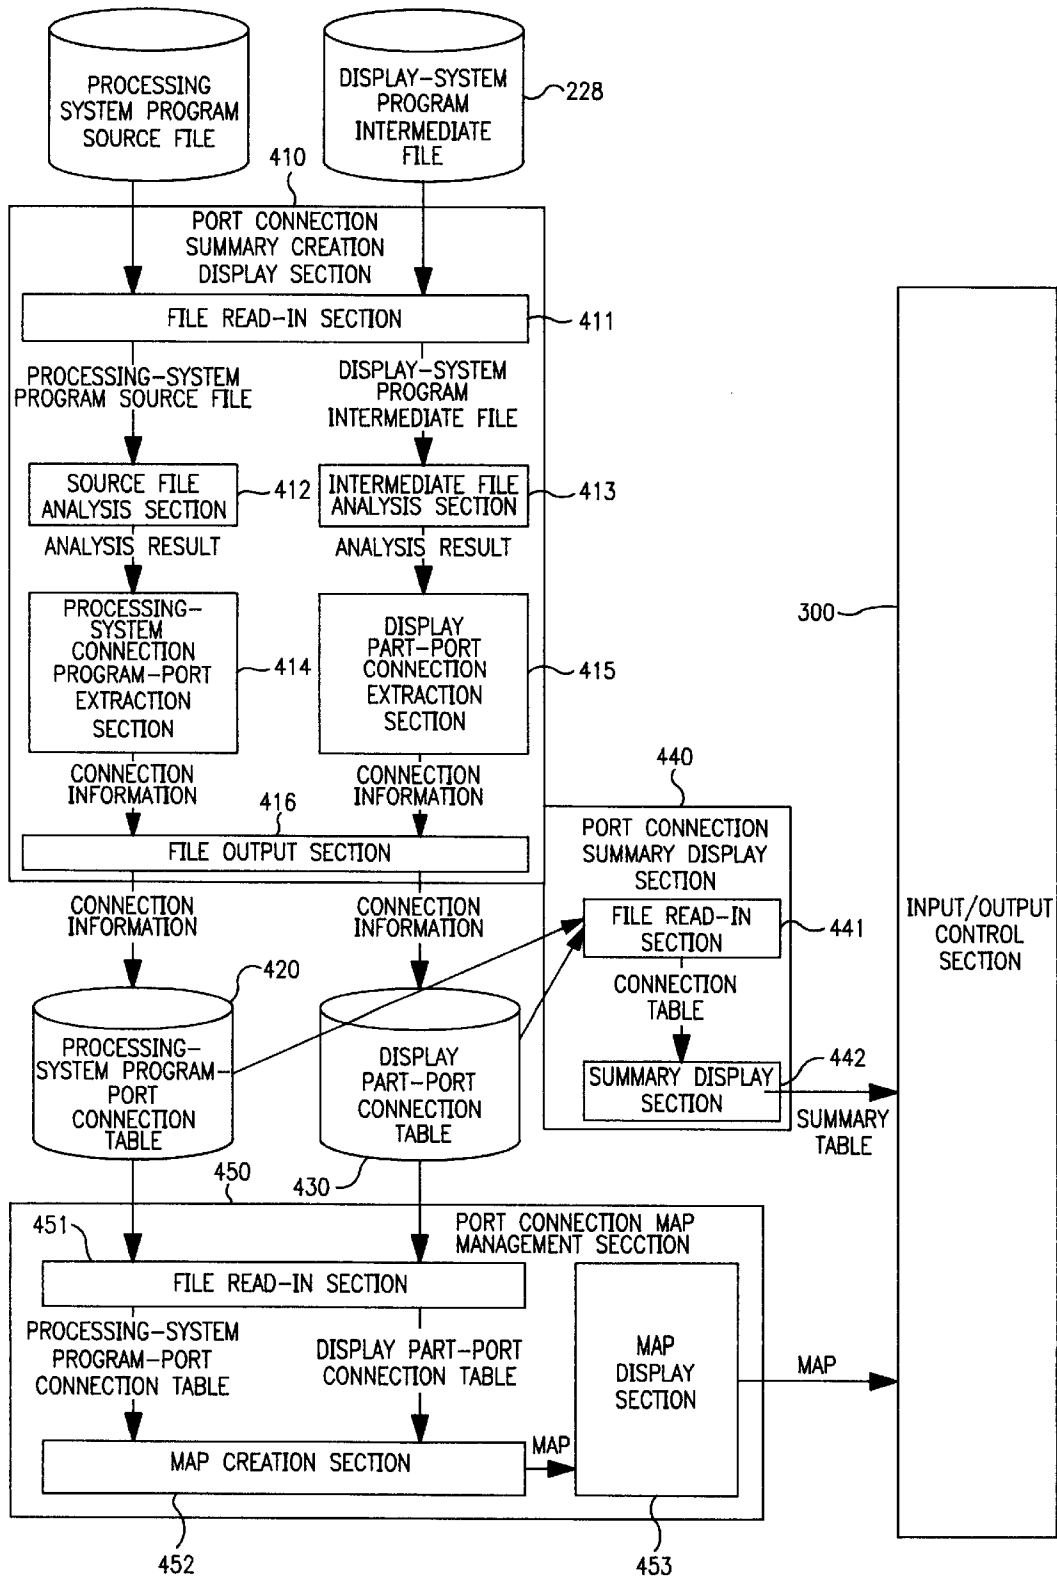 PROCESSING
SYSTEM PROGRAM
SOURCE FILE
DISPLAY-SYSTEM
PROGRAM
INTERMEDIATE
FILE
228
410
PORT CONNECTION
SUMMARY CREATION
DISPLAY SECTION
FILE READ-IN SECTION
411
PROCESSING-SYSTEM
PROGRAM SOURCE FILE
DISPLAY-SYSTEM
PROGRAM
INTERMEDIATE FILE
SOURCE FILE
ANALYSIS SECTION
412
INTERMEDIATE FILE
ANALYSIS SECTION
413
ANALYSIS RESULT
ANALYSIS RESULT
PROCESSING-
SYSTEM
CONNECTION
PROGRAM-PORT
EXTRACTION
SECTION
414
DISPLAY
PART-PORT
CONNECTION
EXTRACTION
SECTION
415
300
CONNECTION
INFORMATION
CONNECTION
INFORMATION
416
FILE OUTPUT SECTION
440
PORT CONNECTION
SUMMARY DISPLAY
SECTION
FILE READ-IN
SECTION
441
CONNECTION
TABLE
SUMMARY DISPLAY
SECTION
442
SUMMARY
TABLE
INPUT/OUTPUT
CONTROL
SECTION
CONNECTION
INFORMATION
CONNECTION
INFORMATION
420
PROCESSING-
SYSTEM PROGRAM-
PORT
CONNECTION
TABLE
DISPLAY
PART-PORT
CONNECTION
TABLE
430
450
PORT CONNECTION MAP
MANAGEMENT SECCTION
451
FILE READ-IN SECTION
PROCESSING-SYSTEM
PROGRAM-PORT
CONNECTION TABLE
DISPLAY PART-PORT
CONNECTION TABLE
MAP CREATION SECTION
452
MAP
MAP
DISPLAY
SECTION
453
MAP